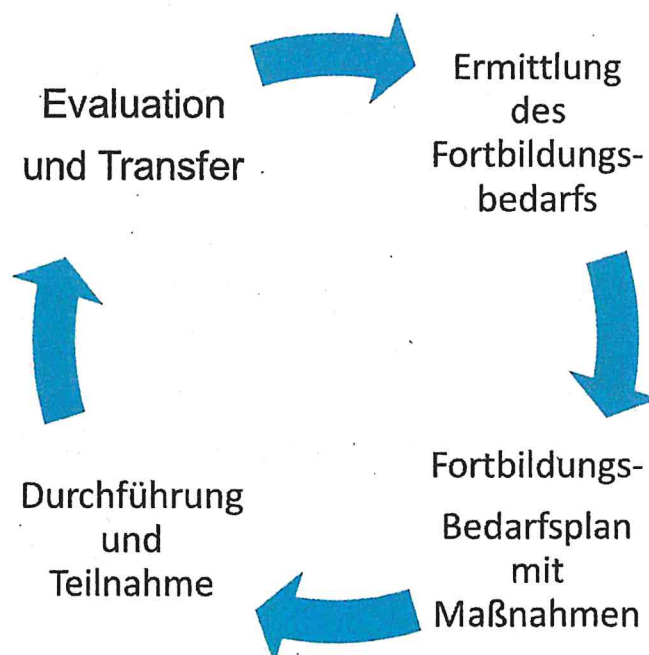 Evaluation
und Transfer
Ermittlung
des
Fortbildungs-
bedarfs
Fortbildungs-
Bedarfsplan
mit
Maßnahmen
Durchführung
und
Teilnahme